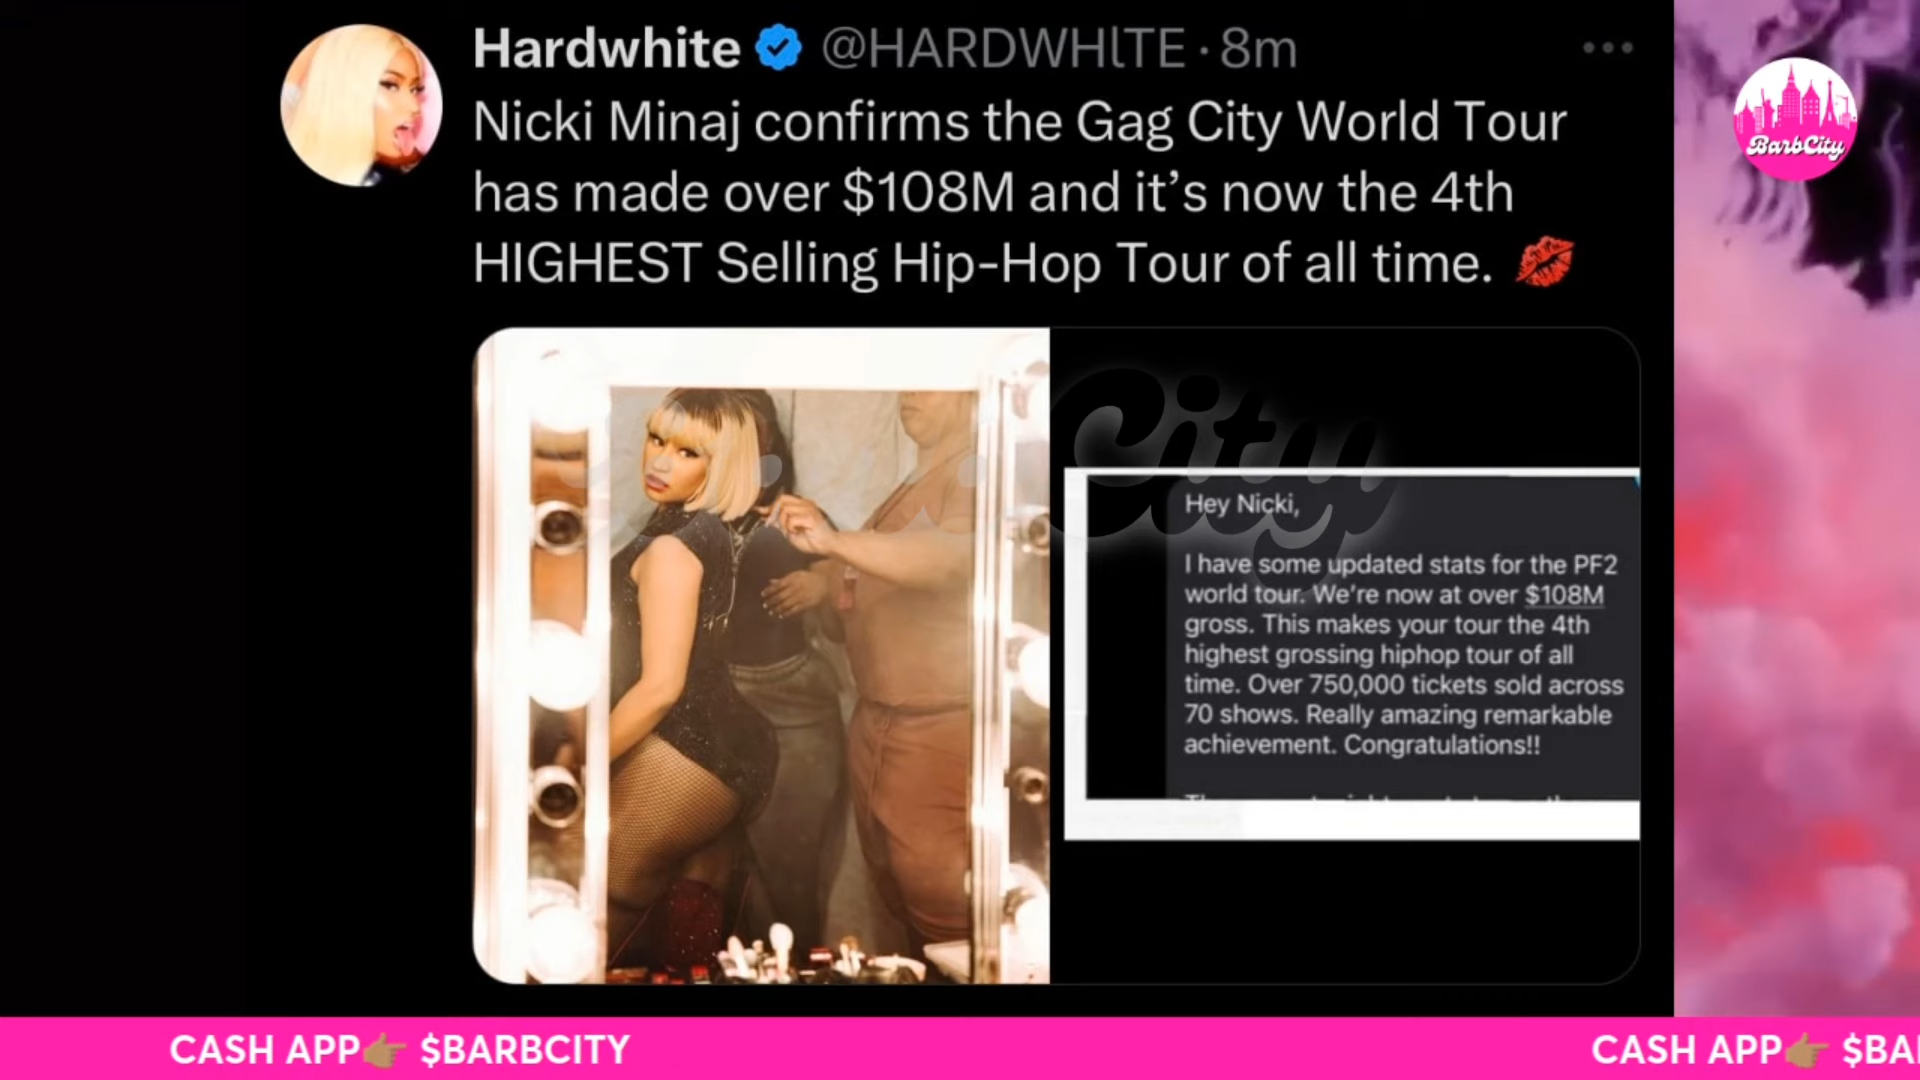 Hardwhite @HARDWHlTE · 8m
Nicki Minaj confirms the Gag City World Tour
has made over $108M and it’s now the 4th
HIGHEST Selling Hip-Hop Tour of all time. 💋
BarbCity
City
Hey Nicki,
I have some updated stats for the PF2
world tour. We’re now at over $108M
gross. This makes your tour the 4th
highest grossing hiphop tour of all
time. Over 750,000 tickets sold across
70 shows. Really amazing remarkable
achievement. Congratulations!!
CASH APP👉🏽 $BARBCITY
CASH APP👉🏽 $BA